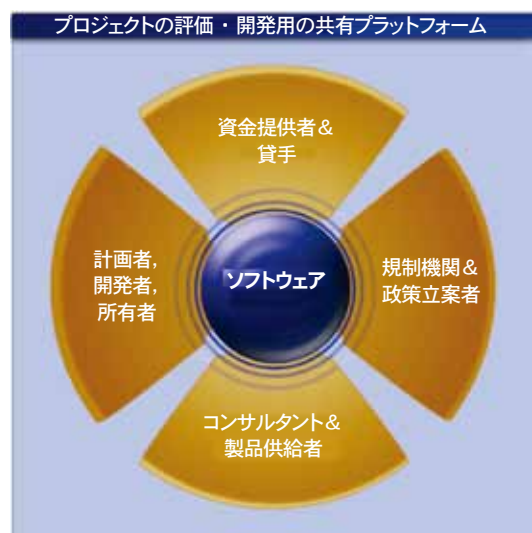 プロジェクトの評価・開発用の共有プラットフォーム
資金提供者＆
貸手
計画者,
開発者,
所有者
ソフトウェア
規制機関＆
政策立案者
コンサルタント＆
製品供給者